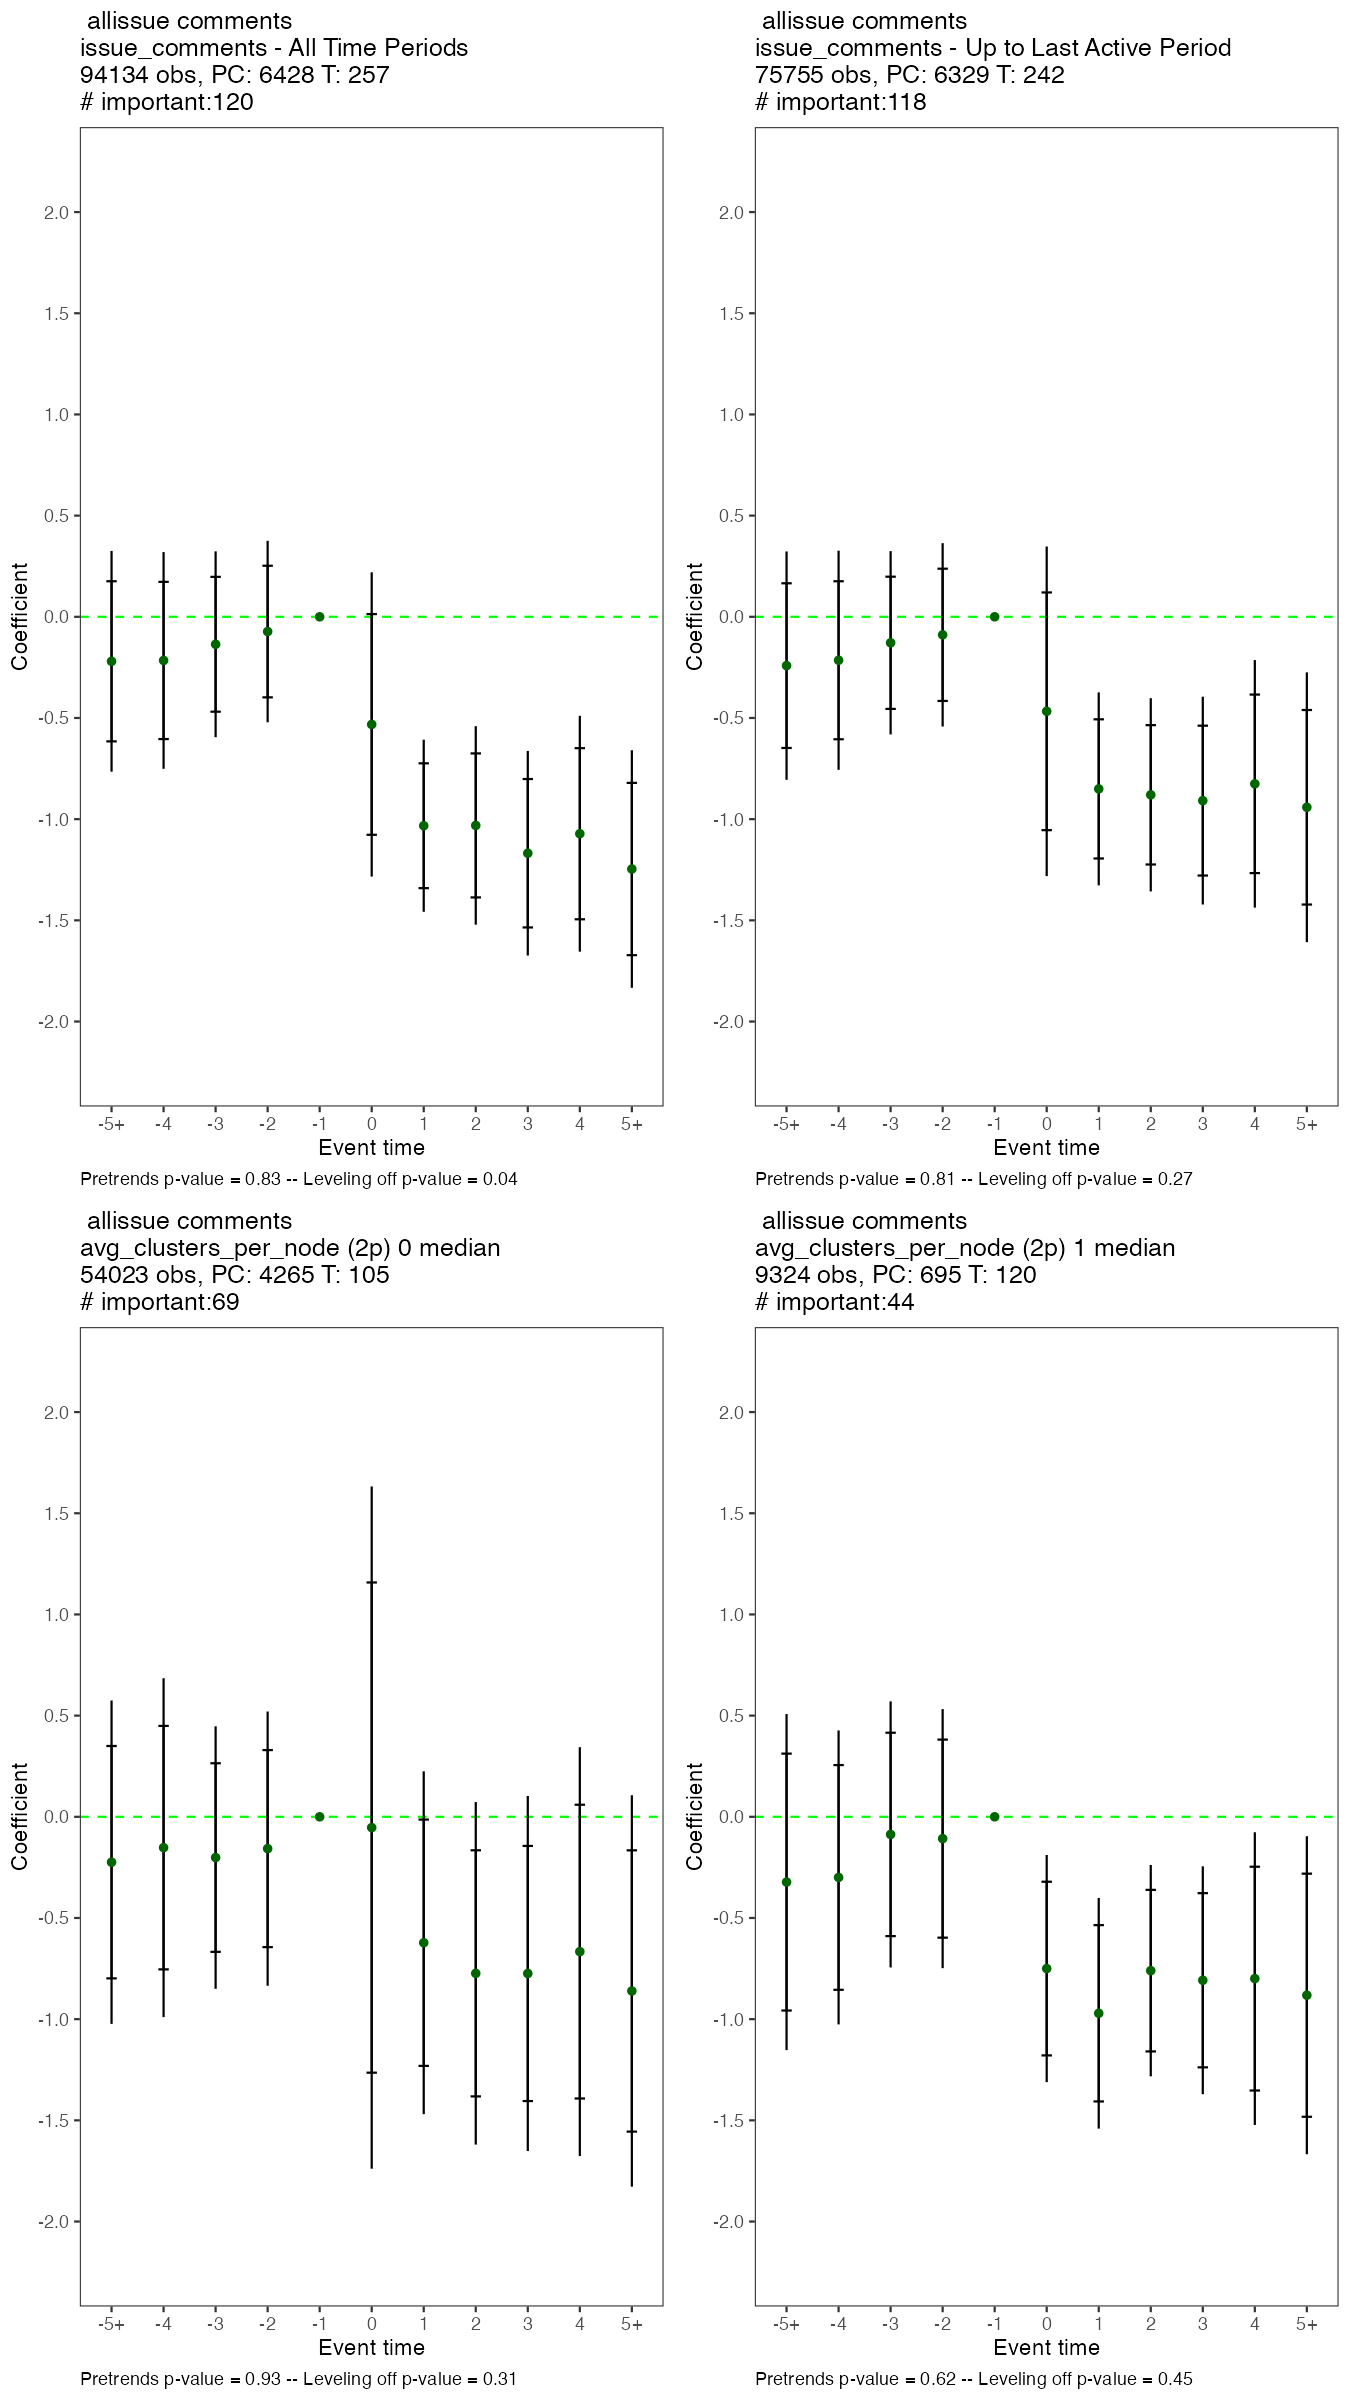 allissue comments
issue_comments - All Time Periods
94134 obs, PC: 6428 T: 257
# important:120
2.0
1.5
1.0
0.5
0.0
-0.5
-1.0
-1.5
-2.0
Coefficient
-5+ -4 -3 -2 -1 0 1 2 3 4 5+
Event time
Pretrends p-value = 0.83 -- Leveling off p-value = 0.04
allissue comments
issue_comments - Up to Last Active Period
75755 obs, PC: 6329 T: 242
# important:118
2.0
1.5
1.0
0.5
0.0
-0.5
-1.0
-1.5
-2.0
Coefficient
-5+ -4 -3 -2 -1 0 1 2 3 4 5+
Event time
Pretrends p-value = 0.81 -- Leveling off p-value = 0.27
allissue comments
avg_clusters_per_node (2p) 0 median
54023 obs, PC: 4265 T: 105
# important:69
2.0
1.5
1.0
0.5
0.0
-0.5
-1.0
-1.5
-2.0
Coefficient
-5+ -4 -3 -2 -1 0 1 2 3 4 5+
Event time
Pretrends p-value = 0.93 -- Leveling off p-value = 0.31
allissue comments
avg_clusters_per_node (2p) 1 median
9324 obs, PC: 695 T: 120
# important:44
2.0
1.5
1.0
0.5
0.0
-0.5
-1.0
-1.5
-2.0
Coefficient
-5+ -4 -3 -2 -1 0 1 2 3 4 5+
Event time
Pretrends p-value = 0.62 -- Leveling off p-value = 0.45